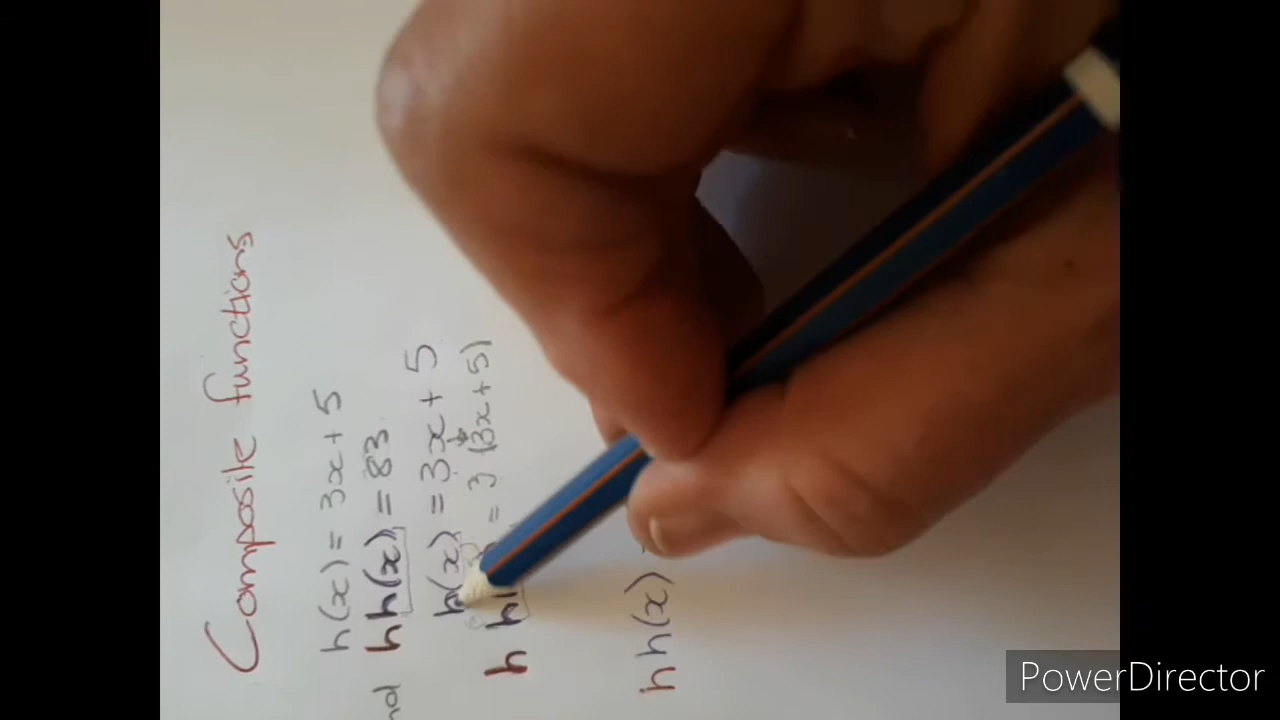 Composite functions
h(x) = 3x + 5
hh(x) = 83
h(x) = 3x + 5
= 3(3x + 5)
hh(x)
PowerDirector